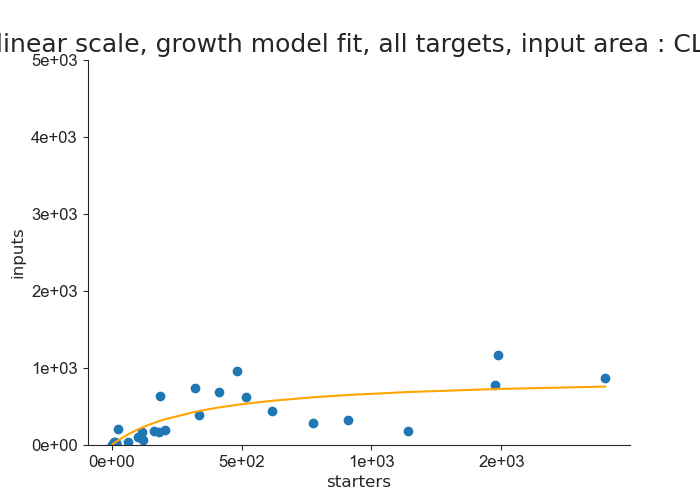 linear scale, growth model fit, all targets, input area : CL
5e+03
4e+03
3e+03
2e+03
1e+03
0e+00
inputs
0e+00 5e+02 1e+03 2e+03
starters